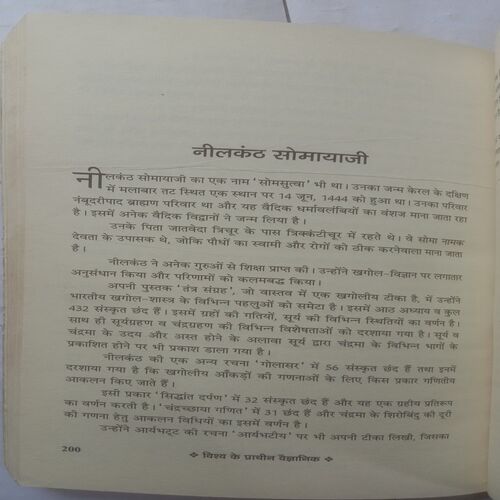 नीलकंठ सोमायाजी
नीलकंठ सोमायाजी का एक नाम 'सोमसुत्वा' भी था। उनका जन्म केरल के दक्षिण
में मलाबार तट स्थित एक स्थान पर 14 जून, 1444 को हुआ था। उनका परिवार
नंबूदरीपाद ब्राह्मण परिवार था और यह वैदिक धर्मावलंबियों का वंशज माना जाता रहा
है। इसमें अनेक वैदिक विद्वानों ने जन्म लिया है।
उनके पिता जातवेदा त्रिचूर के पास त्रिक्कंटीचूर में रहते थे। वे सोमा नामक
देवता के उपासक थे, जोकि पौधों का स्वामी और रोगों को ठीक करनेवाला माना जाता
है।
नीलकंठ ने अनेक गुरुओं से शिक्षा प्राप्त की। उन्होंने खगोल-विज्ञान पर लगातार
अनुसंधान किया और परिणामों को कलमबद्ध किया।
अपनी पुस्तक 'तंत्र संग्रह', जो वास्तव में एक खगोलीय टीका है, में उन्होंने
भारतीय खगोल-शास्त्र के विभिन्न पहलुओं को समेटा है। इसमें आठ अध्याय व कुल
432 संस्कृत छंद हैं। इसमें ग्रहों की गतियों, सूर्य की विभिन्न स्थितियों का वर्णन है।
साथ ही सूर्यग्रहण व चंद्रग्रहण की विभिन्न विशेषताओं को दरशाया गया है। सूर्य व
चंद्रमा के उदय और अस्त होने के अलावा सूर्य द्वारा चंद्रमा के विभिन्न भागों के
प्रकाशित होने पर भी प्रकाश डाला गया है।
नीलकंठ की एक अन्य रचना 'गोलासर' में 56 संस्कृत छंद हैं तथा इनमें
दरशाया गया है कि खगोलीय आँकड़ों की गणनाओं के लिए किस प्रकार गणितीय
आकलन किए जाते हैं।
इसी प्रकार 'सिद्धांत दर्पण' में 32 संस्कृत छंद हैं और यह एक ग्रहीय प्रतिरूप
का वर्णन करती है। 'चंद्रच्छाया गणित' में 31 छंद हैं और चंद्रमा के शिरोबिंदु की दूरी
की गणना हेतु आकलन विधियों का इसमें वर्णन है।
उन्होंने आर्यभट्ट की रचना 'आर्यभटीय' पर भी अपनी टीका लिखी, जिसका
200
❖ विश्व के प्राचीन वैज्ञानिक ❖